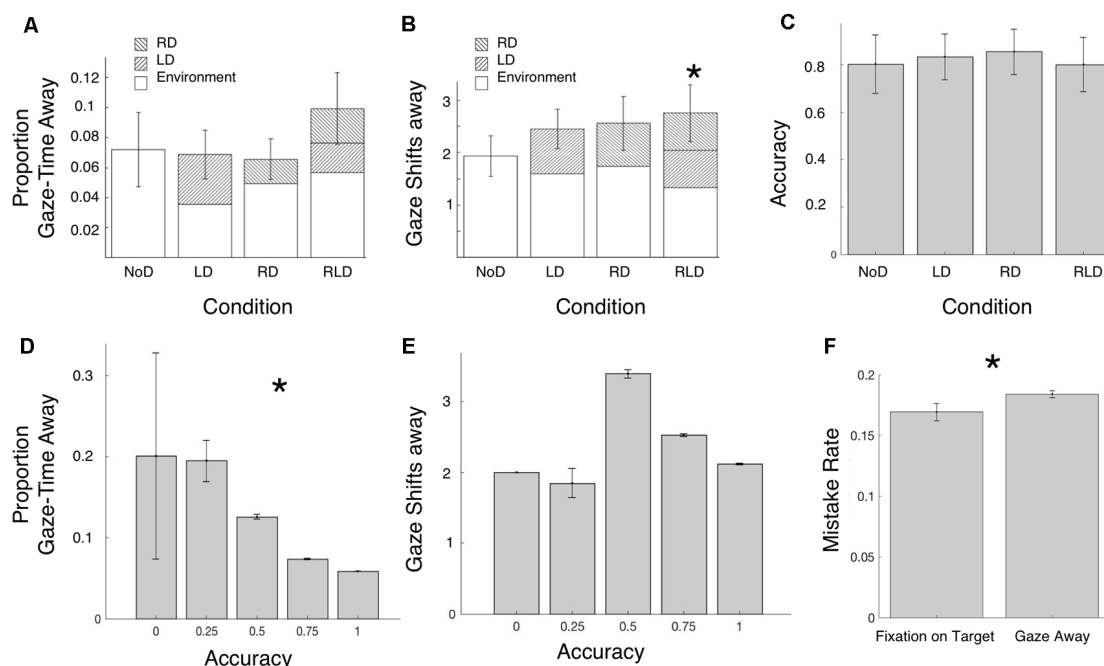 A
RD
LD
Environment
Proportion
Gaze-Time Away
0.12
0.1
0.08
0.06
0.04
0.02
NoD LD RD RLD
Condition
B
RD
LD
Environment
*
Gaze Shifts away
3
2
1
NoD LD RD RLD
Condition
C
Accuracy
0.8
0.6
0.4
0.2
0
NoD LD RD RLD
Condition
D
Proportion
Gaze-Time Away
*
0.3
0.2
0.1
0
0 0.25 0.5 0.75 1
Accuracy
E
Gaze Shifts away
3
2
1
0
0 0.25 0.5 0.75 1
Accuracy
F
*
Mistake Rate
0.2
0.15
0.1
0.05
0
Fixation on Target Gaze Away